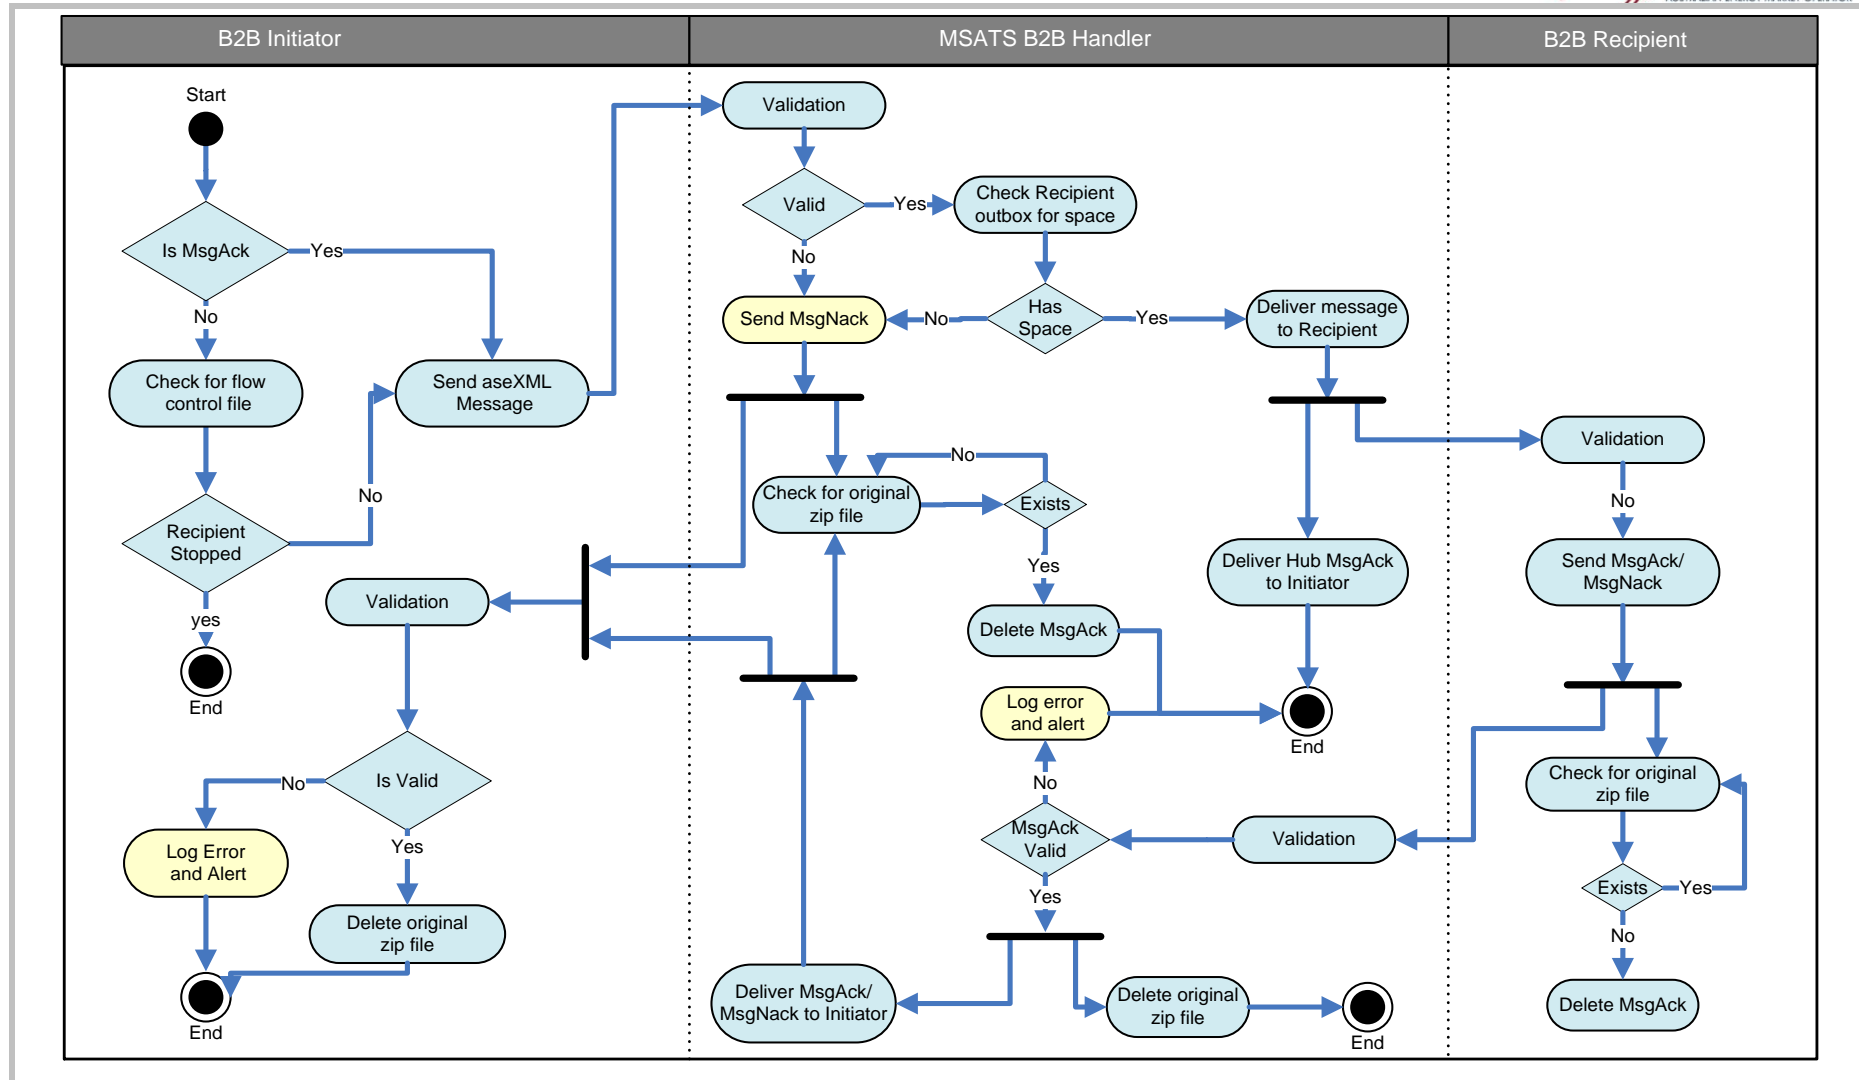 B2B Initiator
MSATS B2B Handler
B2B Recipient
Start
Is MsgAck
Yes
No
Check for flow
control file
Send aseXML
Message
No
Recipient
Stopped
yes
End
Validation
Is Valid
No
Yes
Log Error
and Alert
Delete original
zip file
End
Validation
Valid
Yes
Check Recipient
outbox for space
No
Send MsgNack
No
Has
Space
Yes
Deliver message
to Recipient
No
Check for original
zip file
Exists
Yes
Delete MsgAck
Deliver Hub MsgAck
to Initiator
Log error
and alert
End
No
MsgAck
Valid
Validation
Yes
Deliver MsgAck/
MsgNack to Initiator
Delete original
zip file
End
Validation
No
Send MsgAck/
MsgNack
Check for original
zip file
Exists
Yes
No
Delete MsgAck